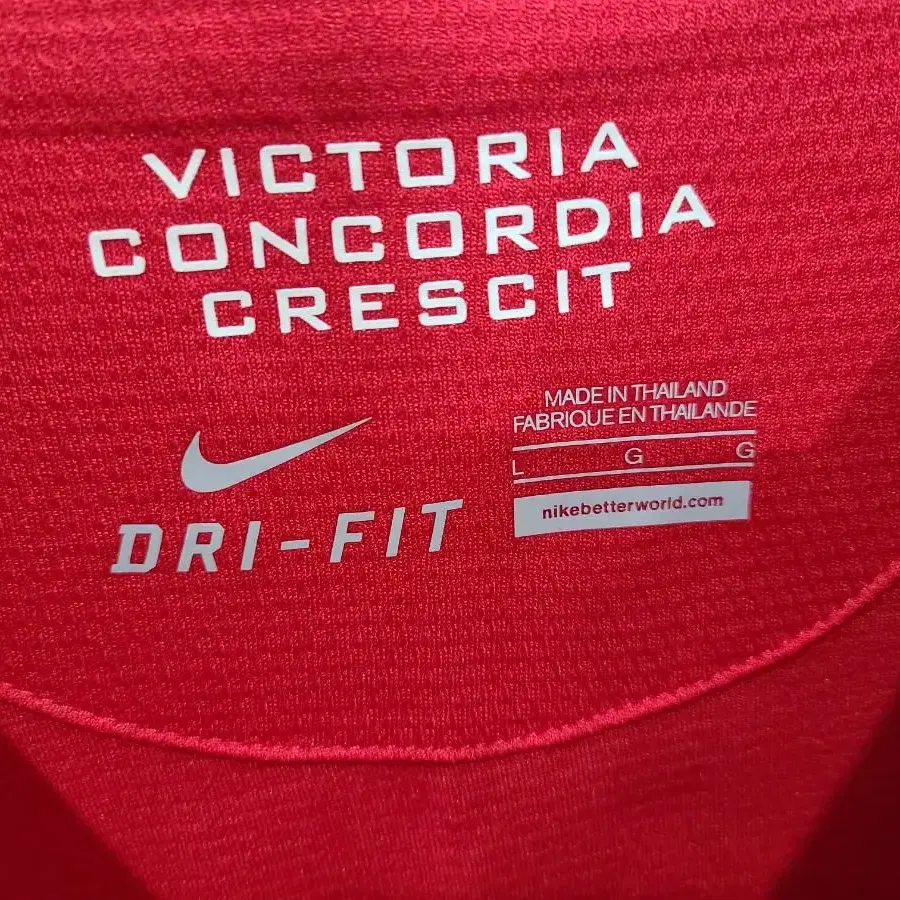 VICTORIA
CONCORDIA
CRESCIT
MADE IN THAILAND
FABRIQUE EN THAILANDE
L G G
nikebetterworld.com
DRI-FIT